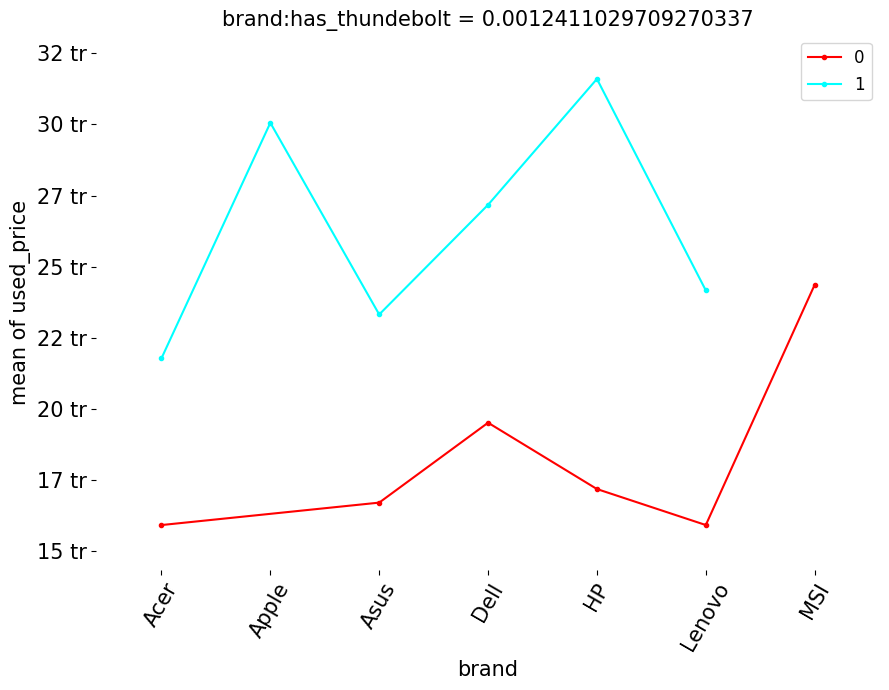 brand:has_thundebolt = 0.0012411029709270337
0
1
mean of used_price
32 tr
30 tr
27 tr
25 tr
22 tr
20 tr
17 tr
15 tr
Acer
Apple
Asus
Dell
HP
Lenovo
MSI
brand